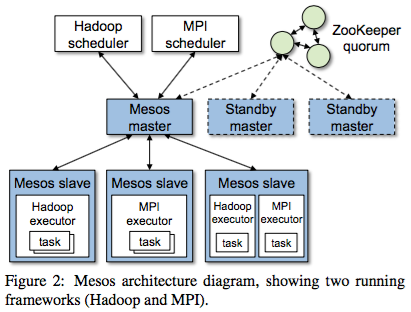 Hadoop
scheduler
MPI
scheduler
ZooKeeper
quorum
Mesos
master
Standby
master
Standby
master
Mesos slave
Hadoop
executor
task
Mesos slave
MPI
executor
task
Mesos slave
Hadoop
executor
task
MPI
executor
task
Figure 2: Mesos architecture diagram, showing two running
frameworks (Hadoop and MPI).